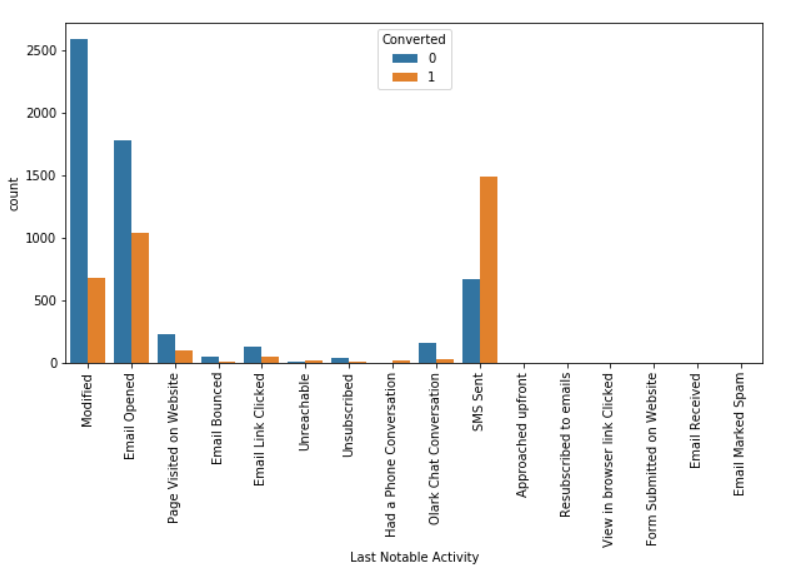 Converted
0
1
2500
2000
1500
1000
500
0
count
Modified
Email Opened
Page Visited on Website
Email Bounced
Email Link Clicked
Unreachable
Unsubscribed
Had a Phone Conversation
Olark Chat Conversation
SMS Sent
Approached upfront
Resubscribed to emails
View in browser link Clicked
Form Submitted on Website
Email Received
Email Marked Spam
Last Notable Activity